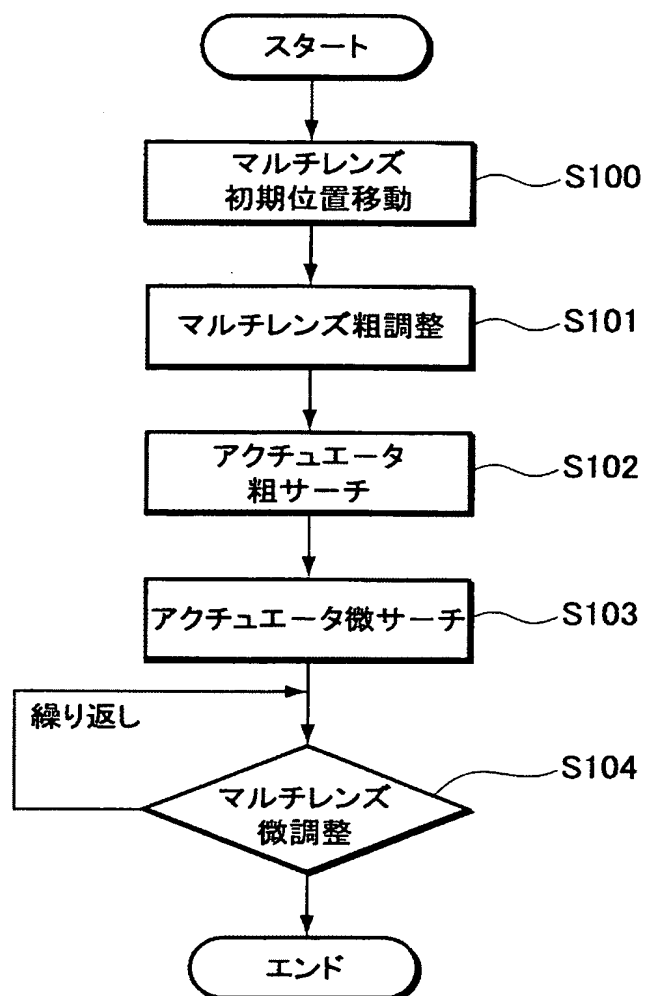 スタート
マルチレンズ
初期位置移動
S100
マルチレンズ粗調整
S101
アクチュエータ
粗サーチ
S102
アクチュエータ微サーチ
S103
繰り返し
マルチレンズ
微調整
S104
エンド